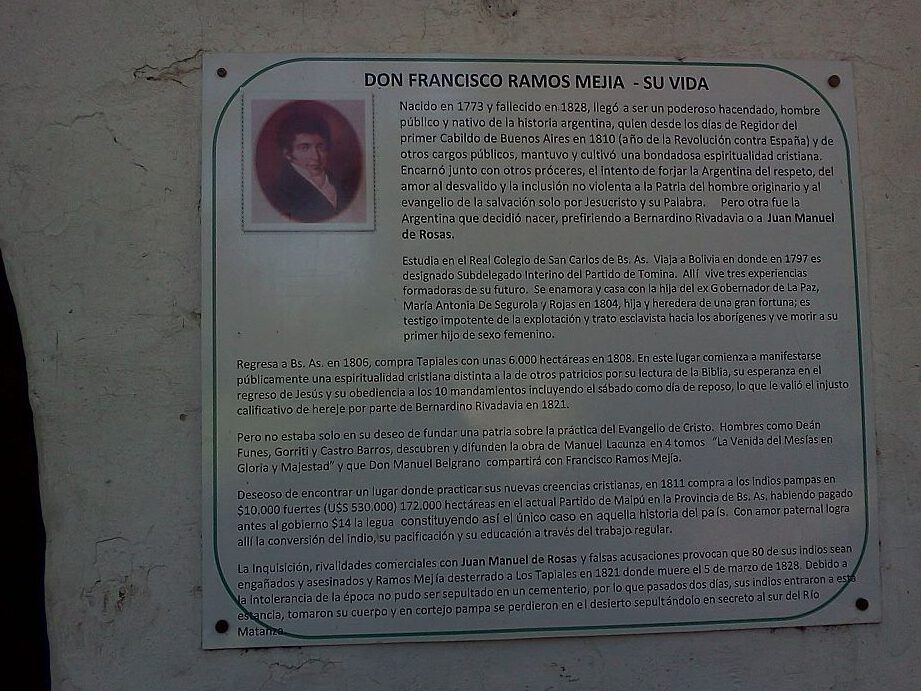 DON FRANCISCO RAMOS MEJIA - SU VIDA
Nacido en 1773 y fallecido en 1828, llegó a ser un poderoso hacendado, hombre
público y nativo de la historia argentina, quien desde los días de Regidor del
primer Cabildo de Buenos Aires en 1810 (año de la Revolución contra España) y de
otros cargos públicos, mantuvo y cultivó una bondadosa espiritualidad cristiana.
Encarnó junto con otros próceres, el intento de forjar la Argentina del respeto, del
amor al desvalido y la inclusión no violenta a la Patria del hombre originario y al
evangelio de la salvación solo por Jesucristo y su Palabra. Pero otra fue la
Argentina que decidió nacer, prefiriendo a Bernardino Rivadavia o a Juan Manuel
de Rosas.
Estudia en el Real Colegio de San Carlos de Bs. As. Viaja a Bolivia en donde en 1797 es
designado Subdelegado Interino del Partido de Tomina. Allí vive tres experiencias
formadoras de su futuro. Se enamora y casa con la hija del ex Gobernador de La Paz,
María Antonia De Segurola y Rojas en 1804, hija y heredera de una gran fortuna; es
testigo impotente de la explotación y trato esclavista hacia los aborígenes y ve morir a su
primer hijo de sexo femenino.
Regresa a Bs. As. en 1806, compra Tapiales con unas 6.000 hectáreas en 1808. En este lugar comienza a manifestarse
públicamente una espiritualidad cristiana distinta a la de otros patricios por su lectura de la Biblia, su esperanza en el
regreso de Jesús y su obediencia a los 10 mandamientos incluyendo el sábado como día de reposo, lo que le valió el injusto
calificativo de hereje por parte de Bernardino Rivadavia en 1821.
Pero no estaba solo en su deseo de fundar una patria sobre la práctica del Evangelio de Cristo. Hombres como Deán
Funes, Gorriti y Castro Barros, descubren y difunden la obra de Manuel Lacunza en 4 tomos "La Venida del Mesías en
Gloria y Majestad" y que Don Manuel Belgrano compartirá con Francisco Ramos Mejía.
Deseoso de encontrar un lugar donde practicar sus nuevas creencias cristianas, en 1811 compra a los Indios pampas en
$10.000 fuertes (U$S 530.000) 172.000 hectáreas en el actual Partido de Maipú en la Provincia de Bs. As. habiendo pagado
antes al gobierno $14 la legua constituyendo así el único caso en aquella historia del país. Con amor paternal logra
allí la conversión del indio, su pacificación y su educación a través del trabajo regular.
La Inquisición, rivalidades comerciales con Juan Manuel de Rosas y falsas acusaciones provocan que 80 de sus indios sean
engañados y asesinados y Ramos Mejía desterrado a Los Tapiales en 1821 donde muere el 5 de marzo de 1828. Debido a
la intolerancia de la época no pudo ser sepultado en un cementerio, por lo que pasados dos días, sus indios entraron a esta
estancia, tomaron su cuerpo y en cortejo pampa se perdieron en el desierto sepultándolo en secreto al sur del Río
Matanza.